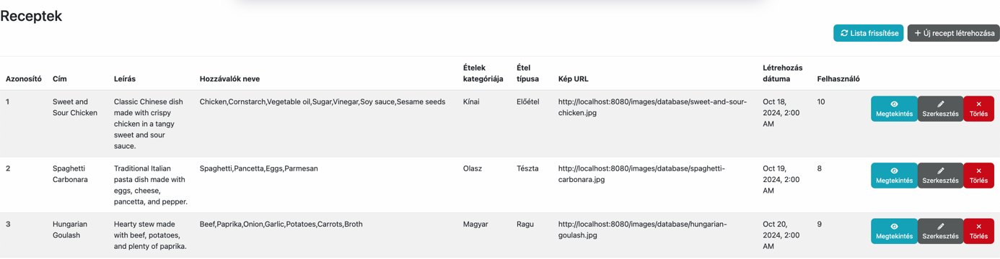 Receptek
Lista frissítése
+ Új recept létrehozása
Azonosító Cím Leírás Hozzávalók neve Ételek kategóriája Étel típusa Kép URL Létrehozás dátuma Felhasználó
1 Sweet and Classic Chinese dish Chicken,Cornstarch,Vegetable oil,Sugar,Vinegar,Soy sauce,Sesame seeds Kínai Előétel http://localhost:8080/images/database/sweet-and-sour- Oct 18, 10
Sour Chicken made with crispy chicken.jpg 2024, 2:00
chicken in a tangy AM
sweet and sour
sauce.
Megtekintés Szerkesztés Törlés
2 Spaghetti Traditional Italian Spaghetti,Pancetta,Eggs,Parmesan Olasz Tészta http://localhost:8080/images/database/spaghetti- Oct 19, 8
Carbonara pasta dish made with carbonara.jpg 2024, 2:00
eggs, cheese, AM
pancetta, and pepper.
Megtekintés Szerkesztés Törlés
3 Hungarian Hearty stew made Beef,Paprika,Onion,Garlic,Potatoes,Carrots,Broth Magyar Ragu http://localhost:8080/images/database/hungarian- Oct 20, 9
Goulash with beef, potatoes, goulash.jpg 2024, 2:00
and plenty of paprika. AM
Megtekintés Szerkesztés Törlés